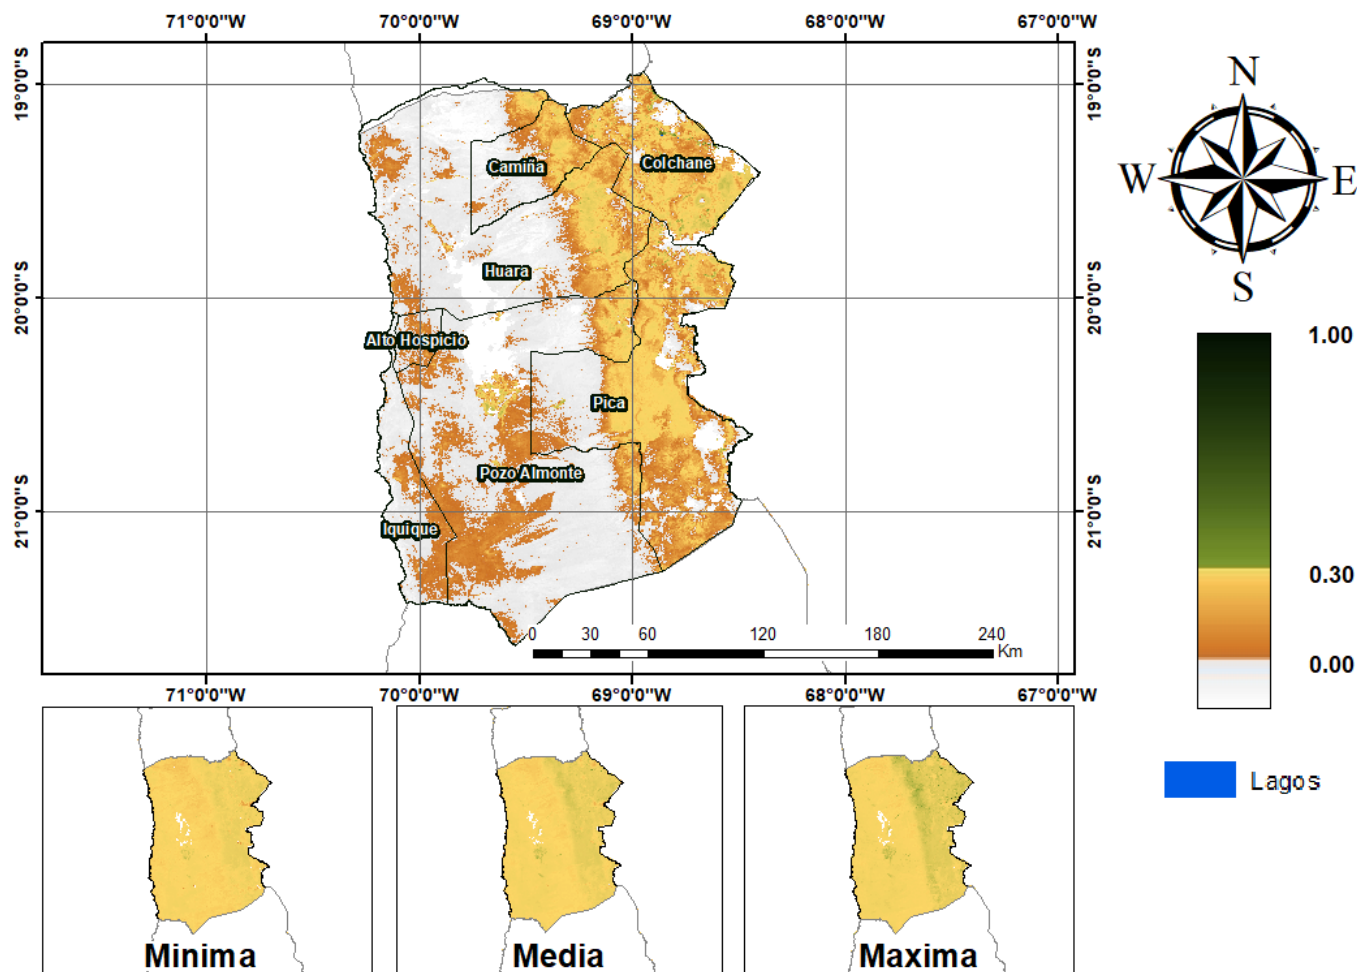 71°0'0"W 70°0'0"W 69°0'0"W 68°0'0"W 67°0'0"W
19°0'0"S
19°0'0"S
20°0'0"S
20°0'0"S
21°0'0"S
21°0'0"S
Camiña
Colchane
Huara
Alto Hospicio
Pica
Pozo Almonte
Iquique
0 30 60 120 180 240
Km
71°0'0"W 70°0'0"W 69°0'0"W 68°0'0"W 67°0'0"W
N
W E
S
1.00
0.30
0.00
Lagos
Minima
Media
Maxima